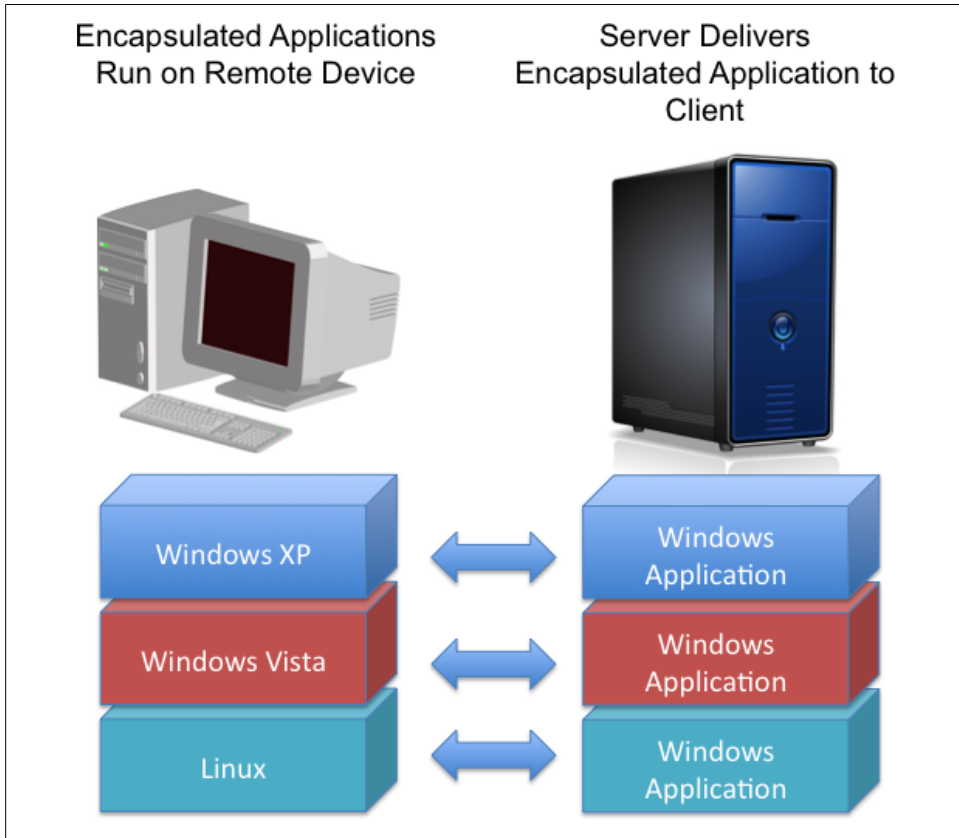 Encapsulated Applications
Run on Remote Device
Server Delivers
Encapsulated Application to
Client
Windows XP
Windows
Application
Windows Vista
Windows
Application
Linux
Windows
Application